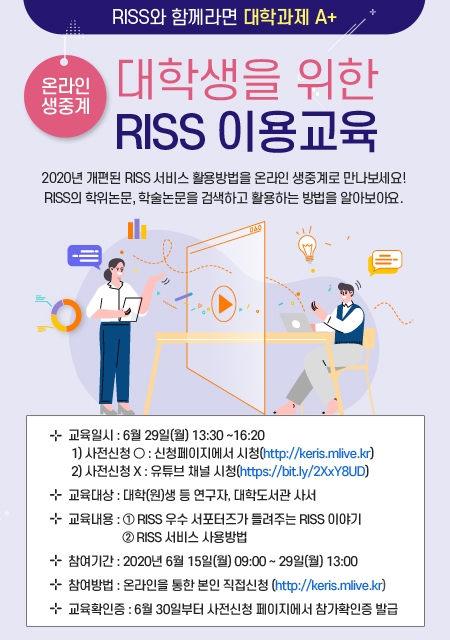 RISS와 함께라면 대학과제 A+
온라인
생중계
대학생을 위한
RISS 이용교육
2020년 개편된 RISS 서비스 활용방법을 온라인 생중계로 만나보세요!
RISS의 학위논문, 학술논문을 검색하고 활용하는 방법을 알아보아요.
교육일시 : 6월 29일(월) 13:30 ~16:20
1) 사전신청 ○ : 신청페이지에서 시청(http://keris.mlive.kr)
2) 사전신청 X : 유튜브 채널 시청(https://bit.ly/2XxY8UD)
교육대상 : 대학(원)생 등 연구자, 대학도서관 사서
교육내용 : ① RISS 우수 서포터즈가 들려주는 RISS 이야기
② RISS 서비스 사용방법
참여기간 : 2020년 6월 15일(월) 09:00 ~ 29일(월) 13:00
참여방법 : 온라인을 통한 본인 직접신청 (http://keris.mlive.kr)
교육확인증 : 6월 30일부터 사전신청 페이지에서 참가확인증 발급